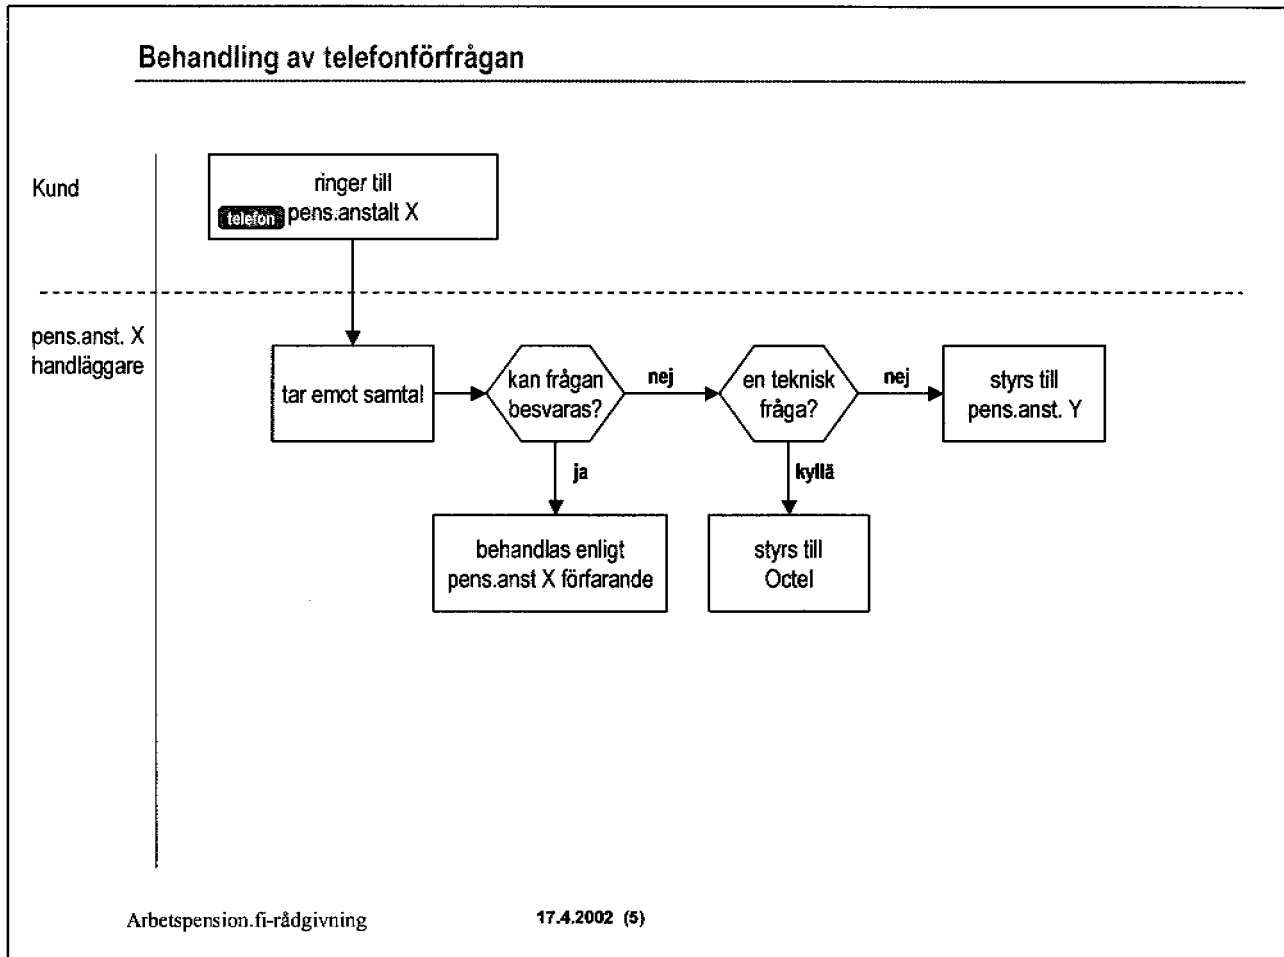 Behandling av telefonförfrågan
Kund
ringer till
telefon pens.anstalt X
pens.anst. X
handläggare
tar emot samtal
kan frågan
besvaras?
nej
en teknisk
fråga?
nej
styrs till
pens.anst. Y
ja
kyllä
behandlas enligt
pens.anst X förfarande
styrs till
Octel
Arbetspension.fi-rådgivning
17.4.2002 (5)